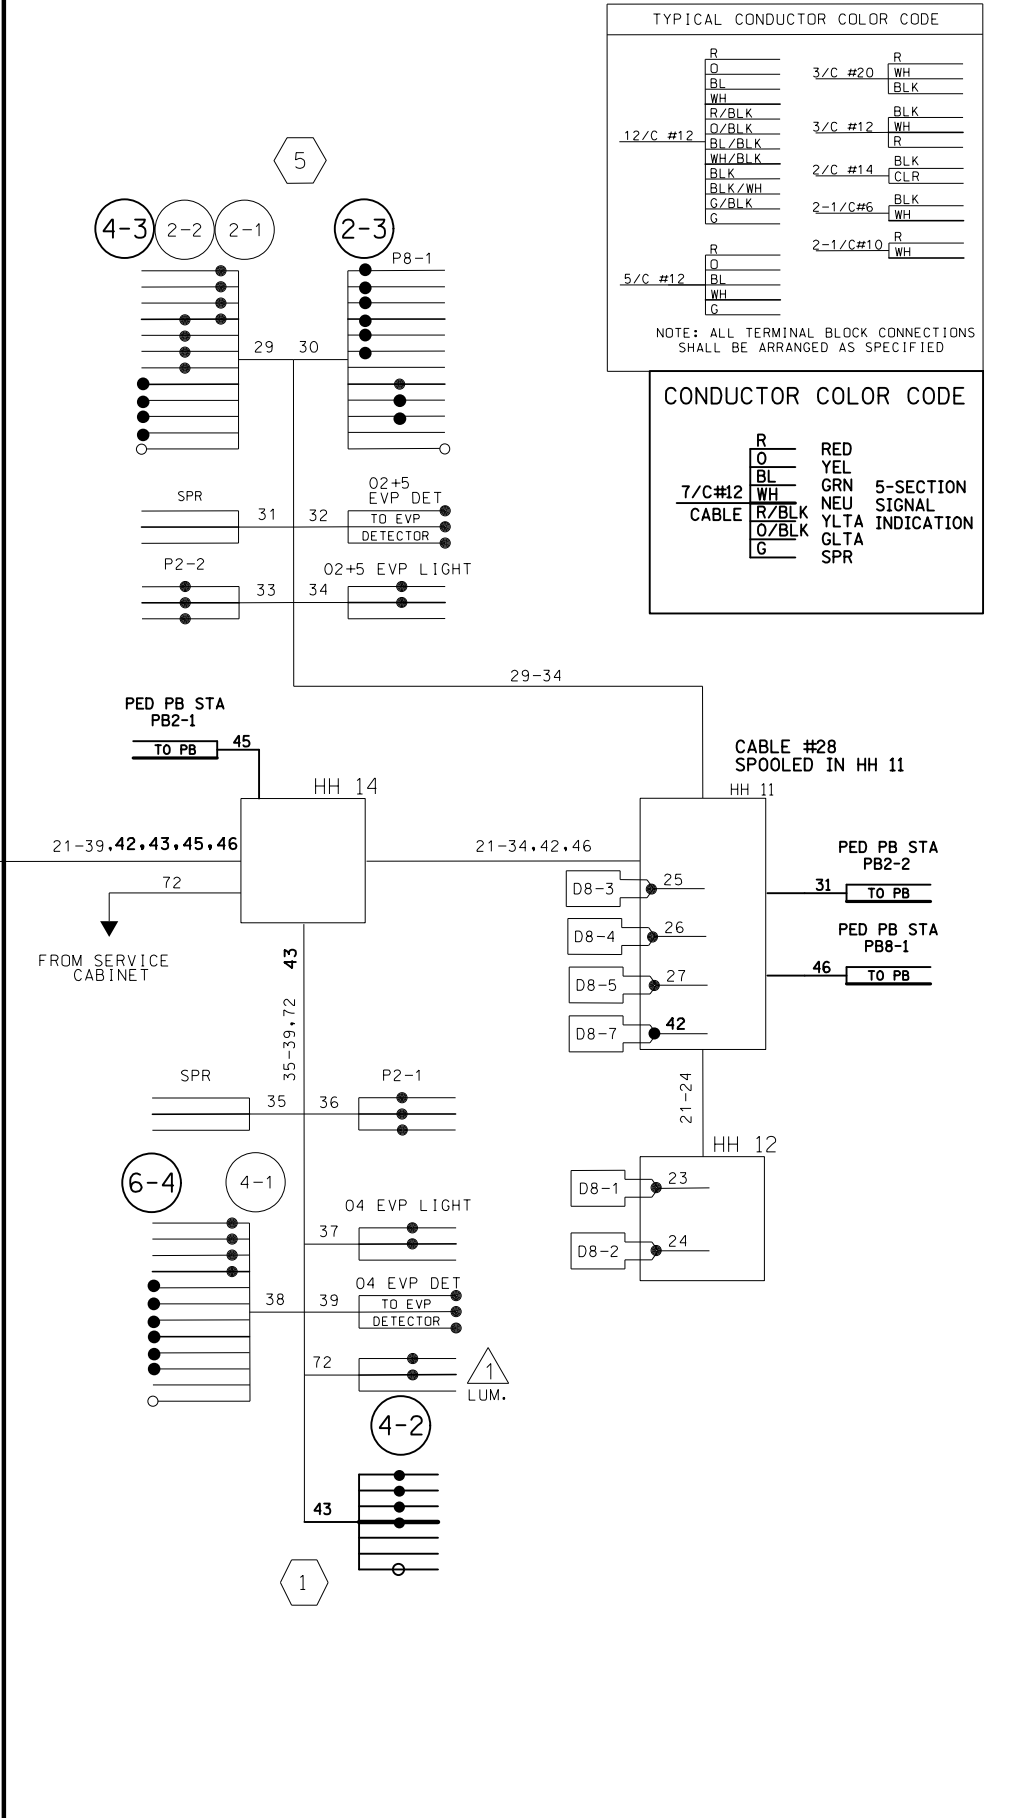 TYPICAL CONDUCTOR COLOR CODE
12/C #12
R
O
BL
WH
R/BLK
O/BLK
BL/BLK
WH/BLK
BLK
BLK/WH
G/BLK
G
5/C #12
R
O
BL
WH
G
3/C #20
R
WH
BLK
3/C #12
BLK
WH
R
2/C #14
BLK
CLR
2-1/C#6
BLK
WH
2-1/C#10
R
WH
NOTE: ALL TERMINAL BLOCK CONNECTIONS
SHALL BE ARRANGED AS SPECIFIED
CONDUCTOR COLOR CODE
7/C#12
CABLE
R RED
O YEL
BL GRN
WH NEU
R/BLK YLTA
O/BLK GLTA
G SPR
5-SECTION
SIGNAL
INDICATION
5
4-3 2-2 2-1 2-3
P8-1
29 30
SPR
31 32
O2+5
EVP DET
TO EVP
DETECTOR
P2-2
33 34
O2+5 EVP LIGHT
29-34
PED PB STA
PB2-1
TO PB
45
HH 14
21-39,42,43,45,46
72
FROM SERVICE
CABINET
21-34,42,46
CABLE #28
SPOOLED IN HH 11
HH 11
D8-3 25
D8-4 26
D8-5 27
D8-7 42
PED PB STA
PB2-2
31 TO PB
PED PB STA
PB8-1
46 TO PB
21-24
HH 12
D8-1 23
D8-2 24
43
35-39,72
SPR
35 36
P2-1
6-4 4-1
O4 EVP LIGHT
37
O4 EVP DET
38 39
TO EVP
DETECTOR
72
1
LUM.
4-2
43
1